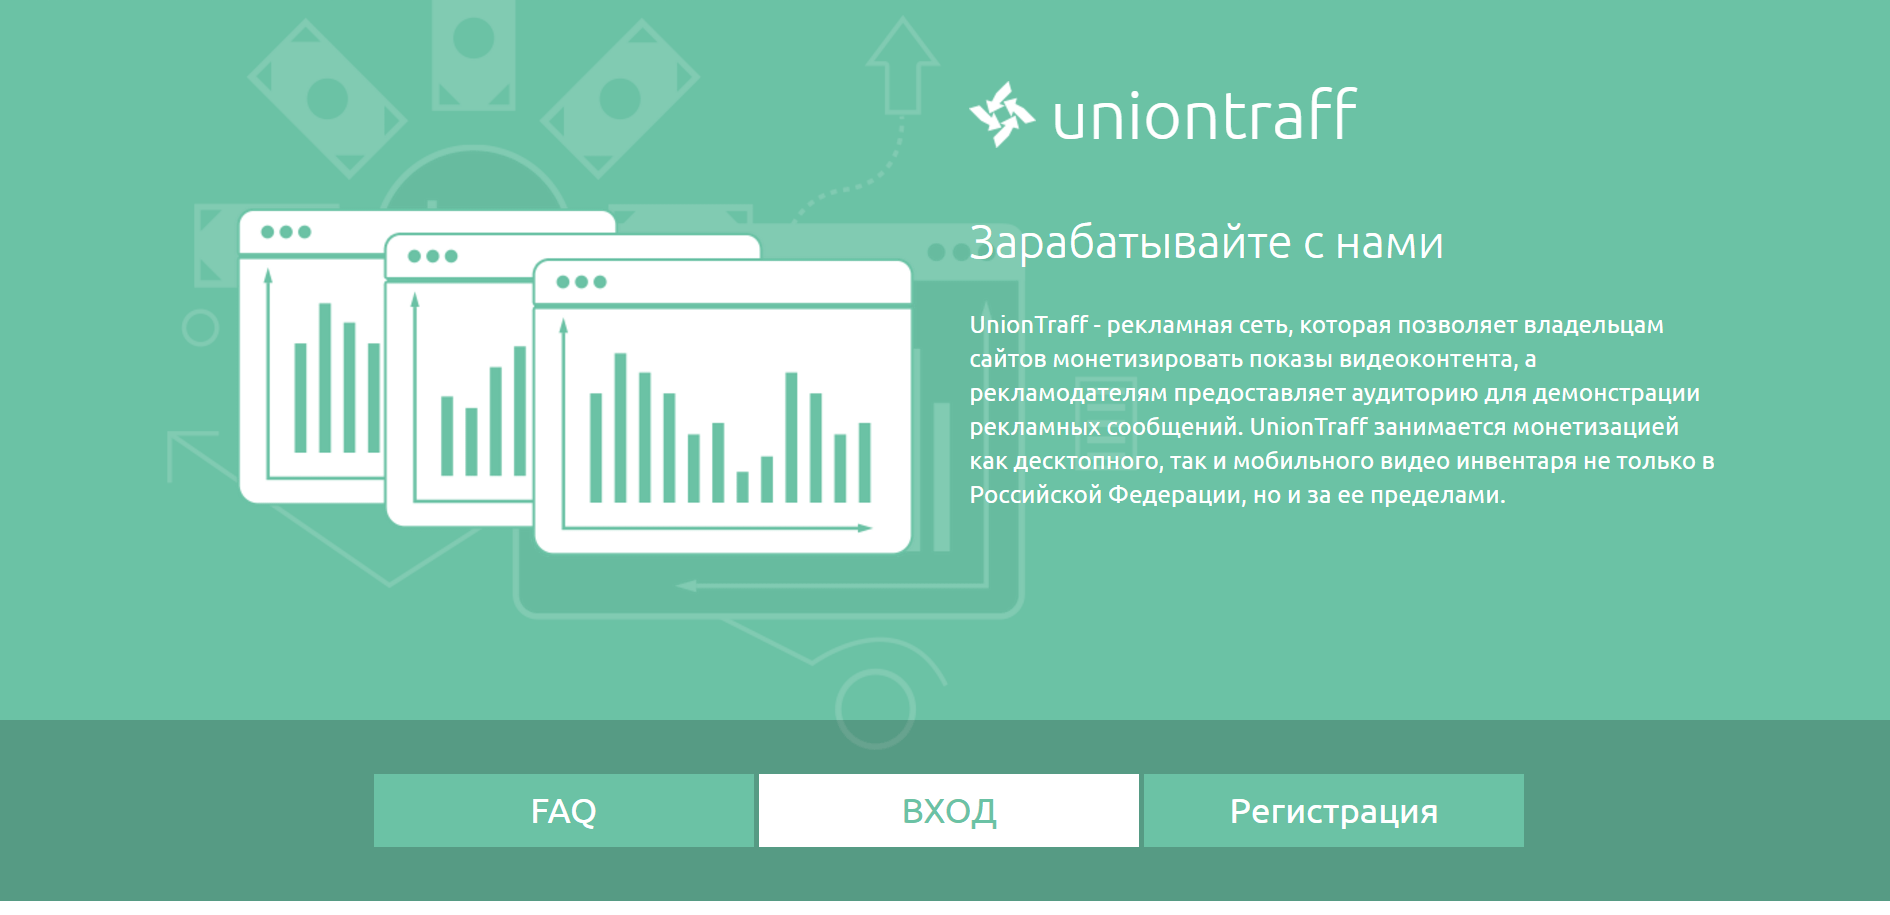 uniontraff
Зарабатывайте с нами
UnionTraff - рекламная сеть, которая позволяет владельцам
сайтов монетизировать показы видеоконтента, а
рекламодателям предоставляет аудиторию для демонстрации
рекламных сообщений. UnionTraff занимается монетизацией
как десктопного, так и мобильного видео инвентаря не только в
Российской Федерации, но и за ее пределами.
FAQ
ВХОД
Регистрация